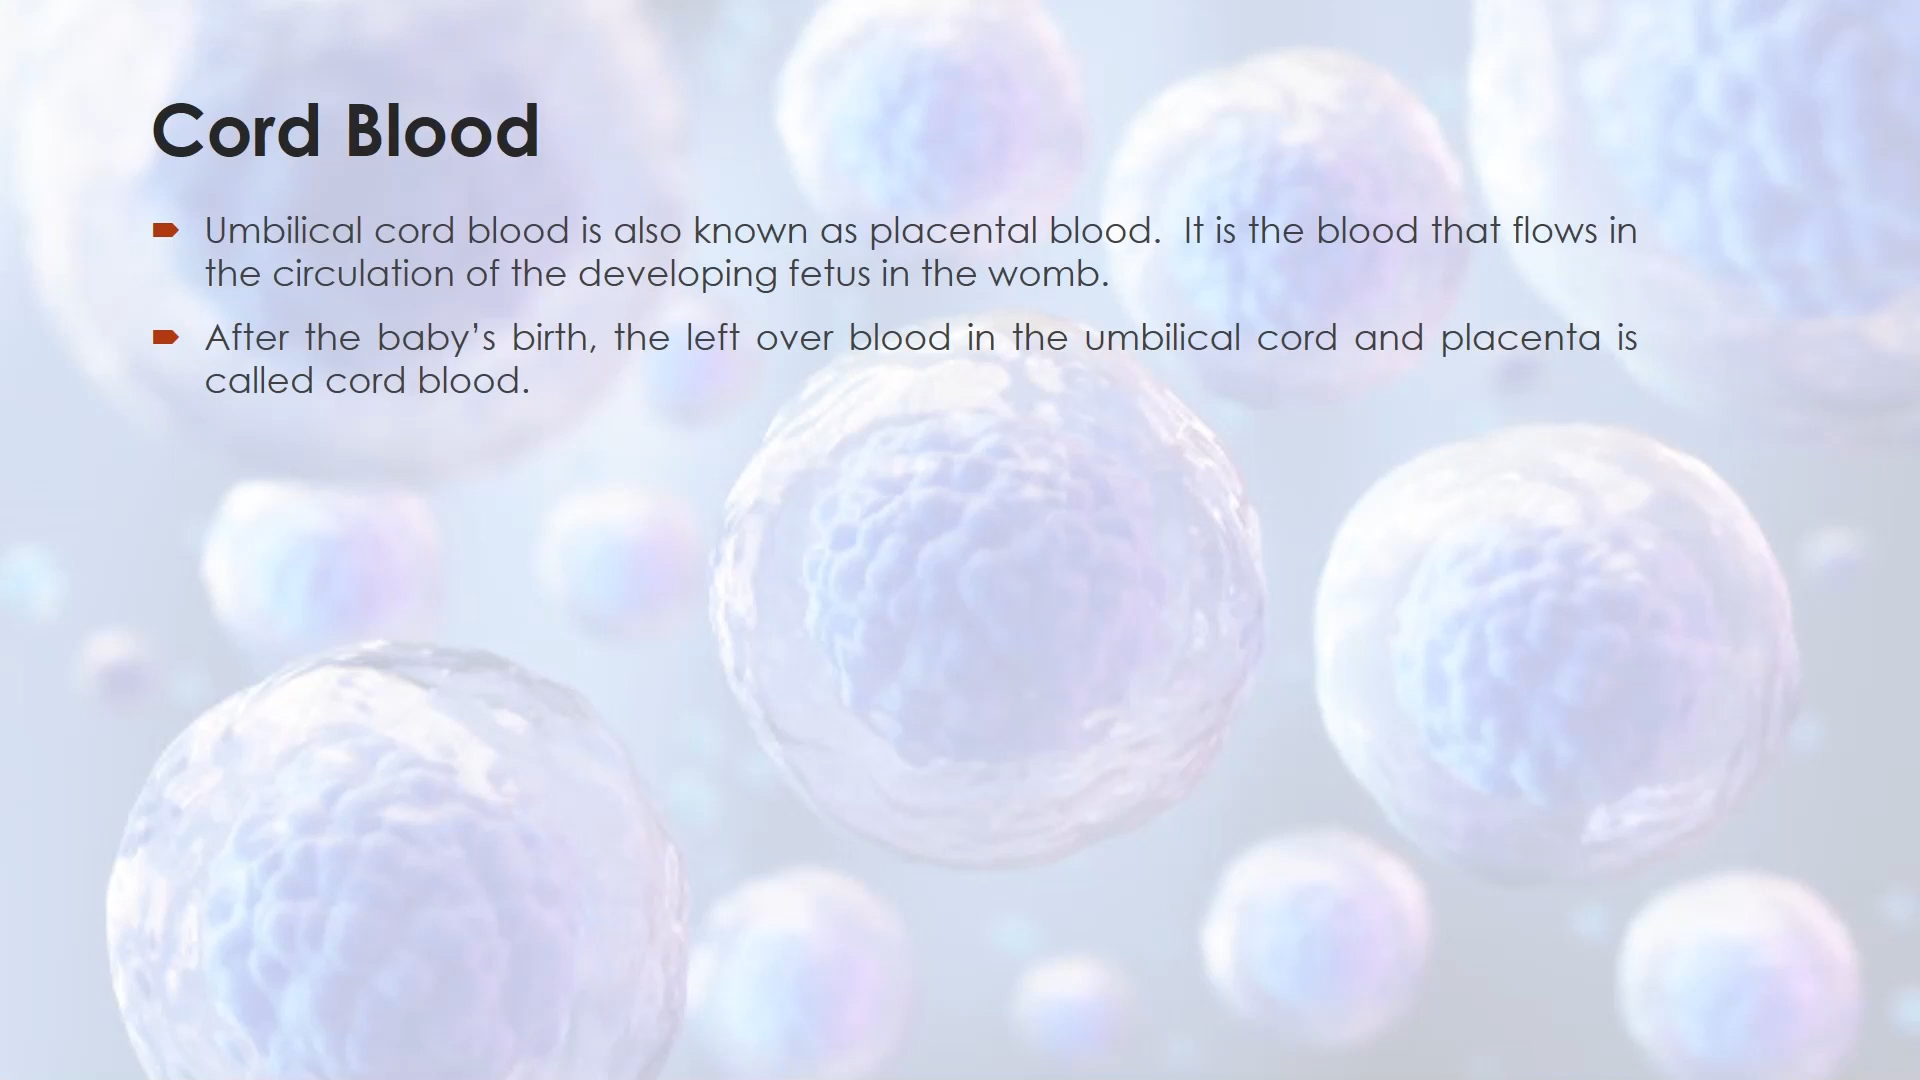 Cord Blood
Umbilical cord blood is also known as placental blood.  It is the blood that flows in
the circulation of the developing fetus in the womb.
After the baby’s birth, the left over blood in the umbilical cord and placenta is
called cord blood.